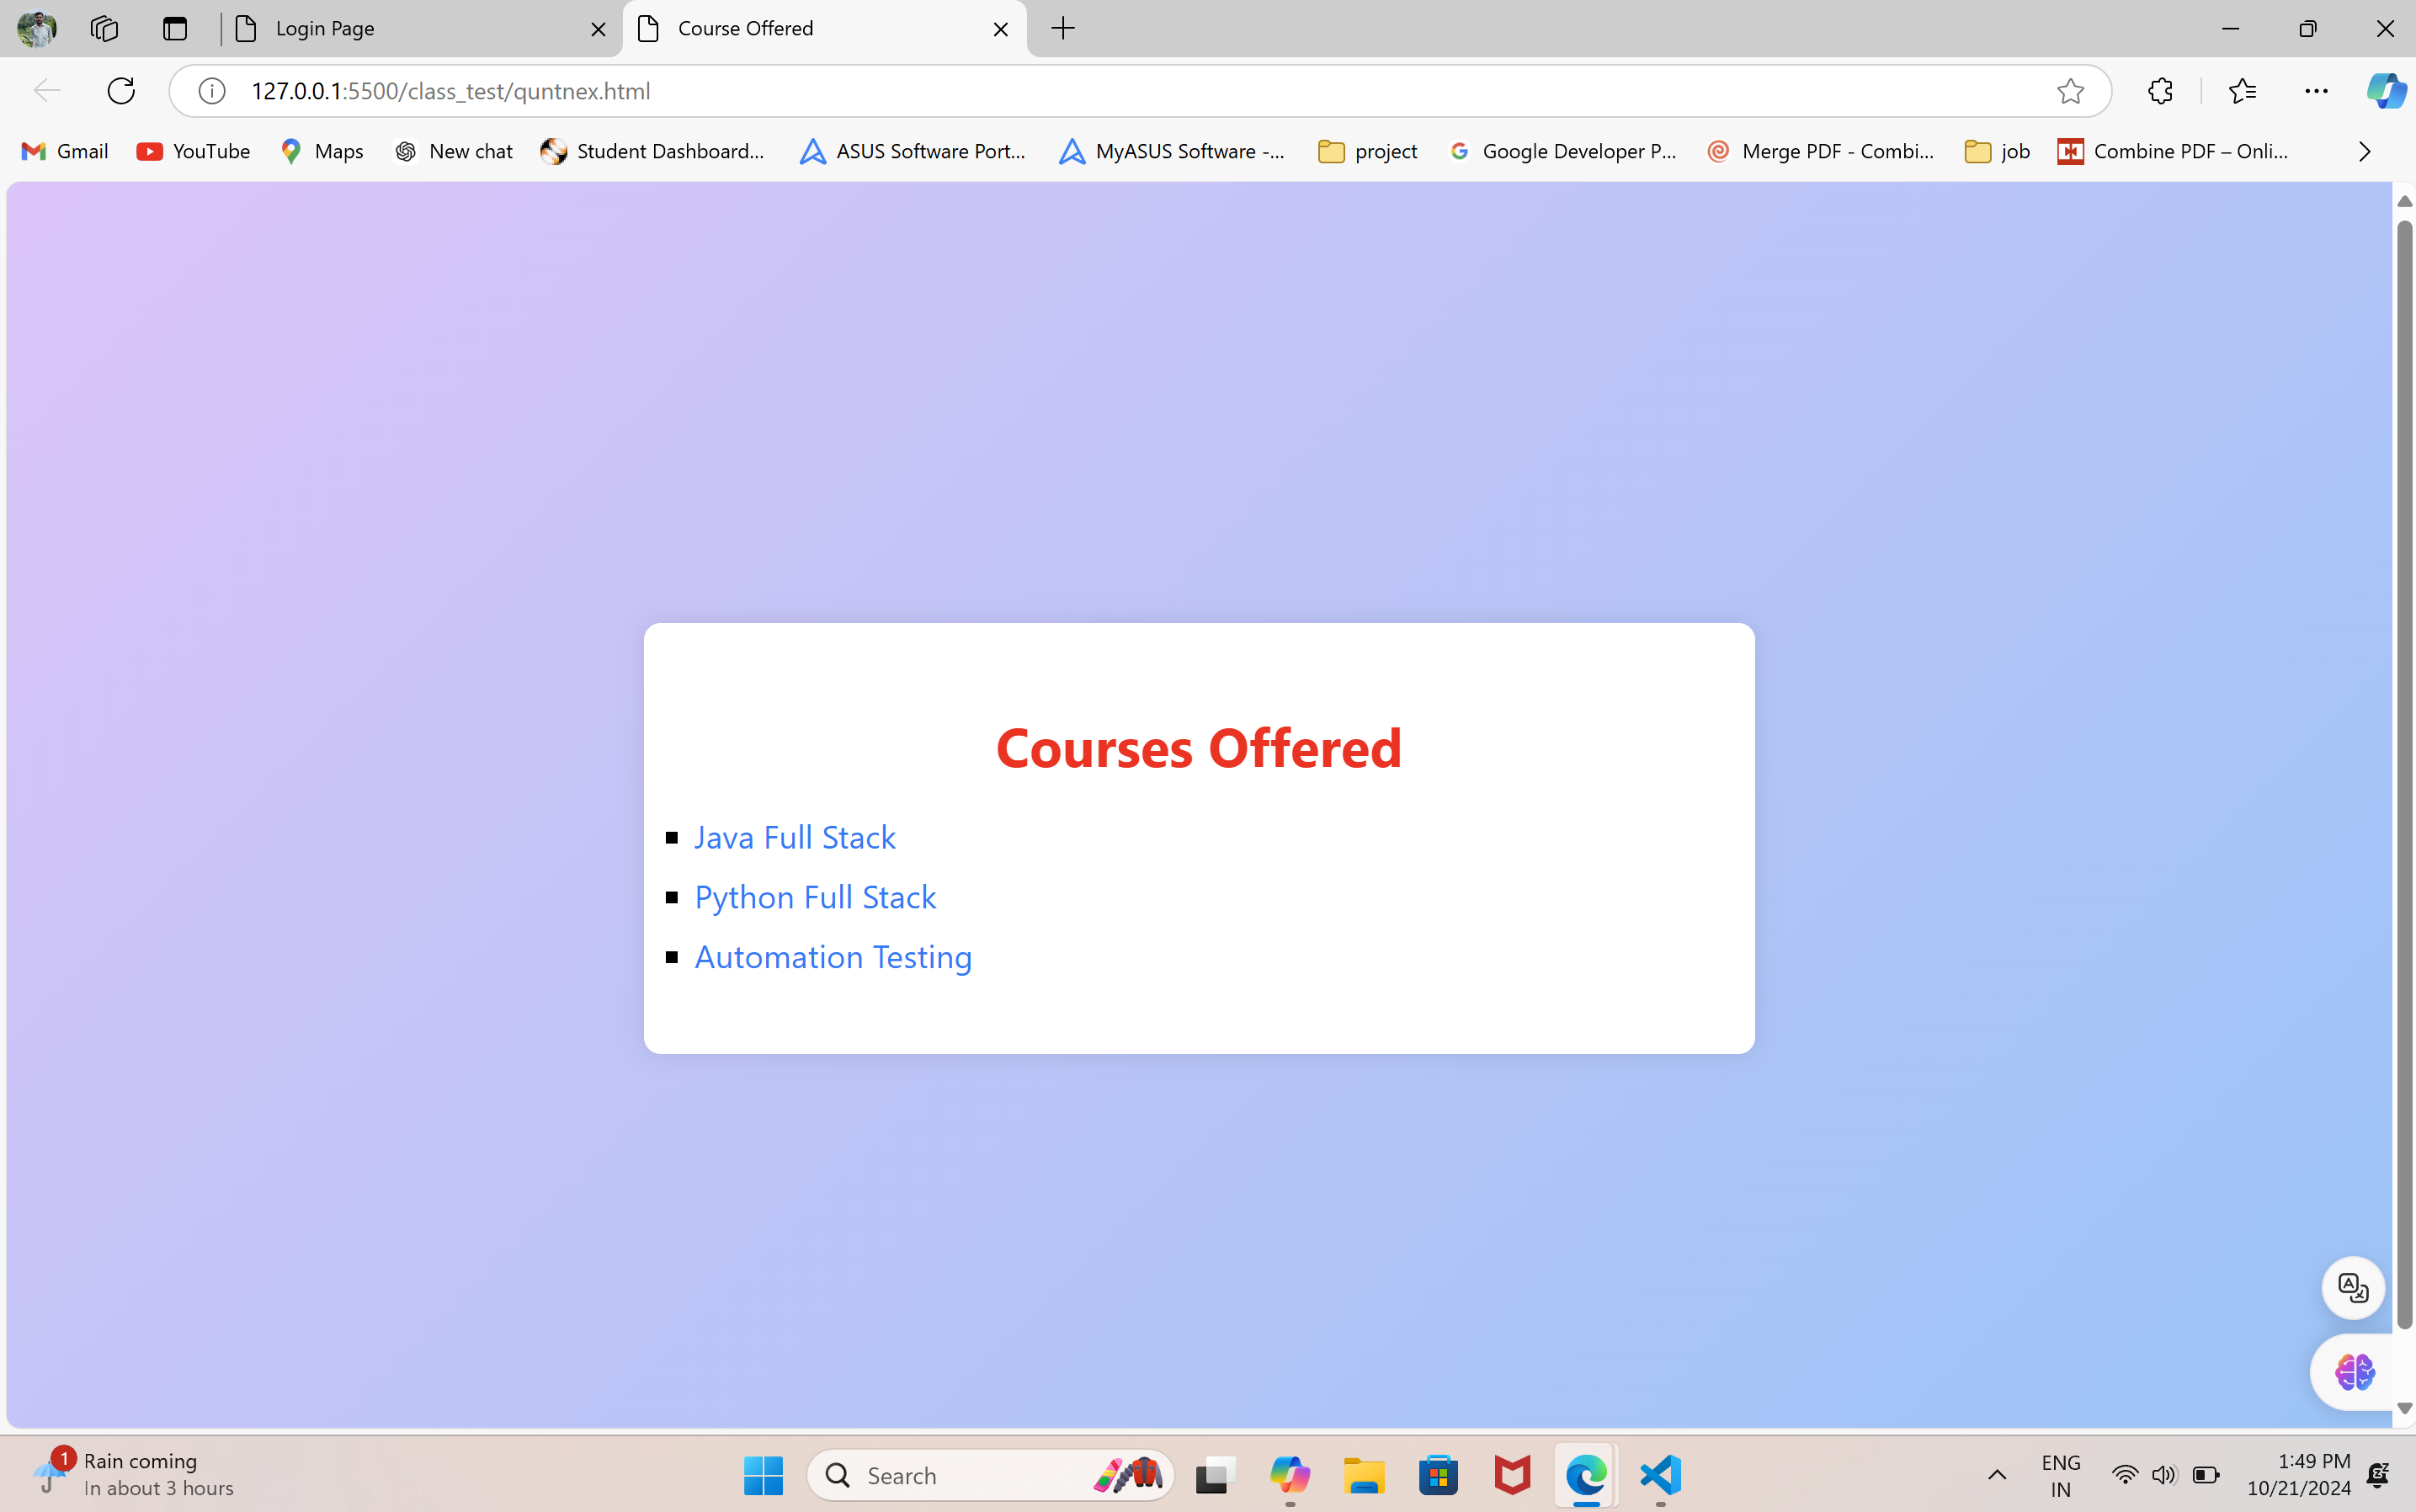 Login Page
Course Offered
127.0.0.1:5500/class_test/quntnex.html
Gmail YouTube Maps New chat Student Dashboard... ASUS Software Port... MyASUS Software -... project Google Developer P... Merge PDF - Combi... job Combine PDF – Onli...
Courses Offered
Java Full Stack
Python Full Stack
Automation Testing
1
Rain coming
In about 3 hours
Search
ENG
IN
1:49 PM
10/21/2024